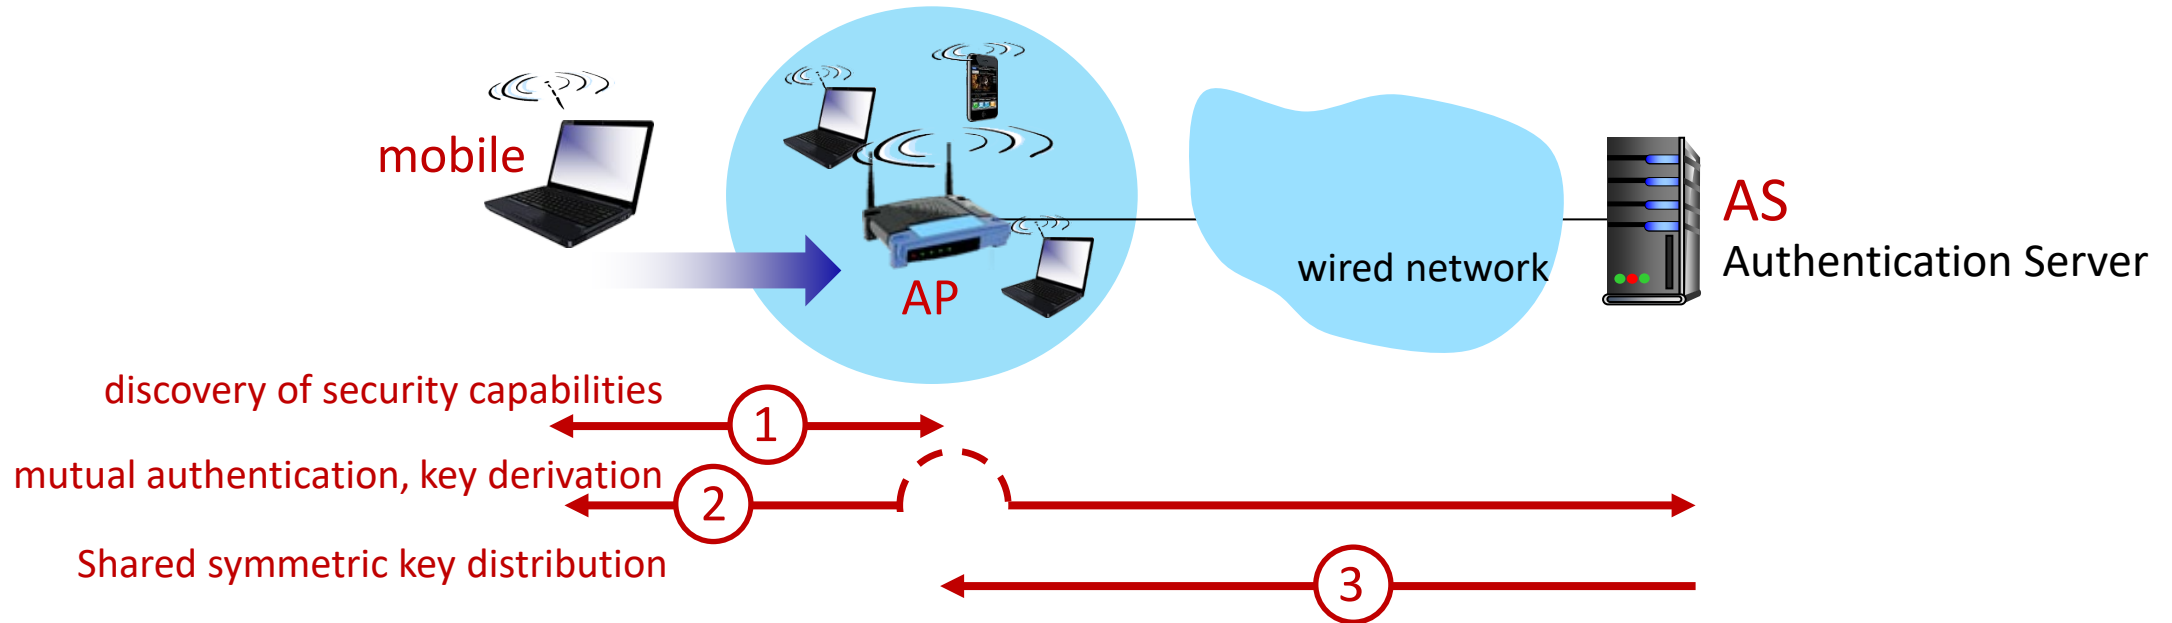 mobile
AP
wired network
AS
Authentication Server
discovery of security capabilities
1
mutual authentication, key derivation
2
Shared symmetric key distribution
3